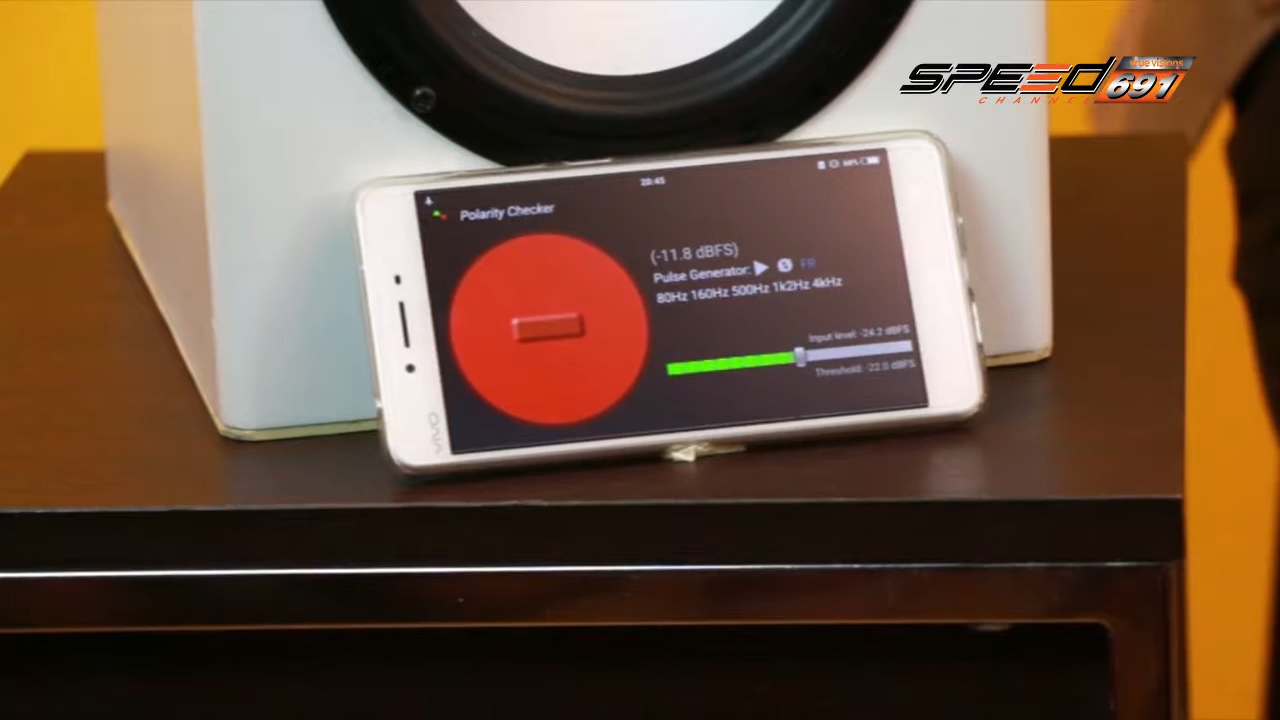 SPEED
True Visions
691
CHANNEL
20:45
68%
Polarity Checker
(-11.8 dBFS)
Pulse Generator:
FR
80Hz 160Hz 500Hz 1k2Hz 4kHz
Input level: -24.2 dBFS
Threshold: -22.0 dBFS
vivo